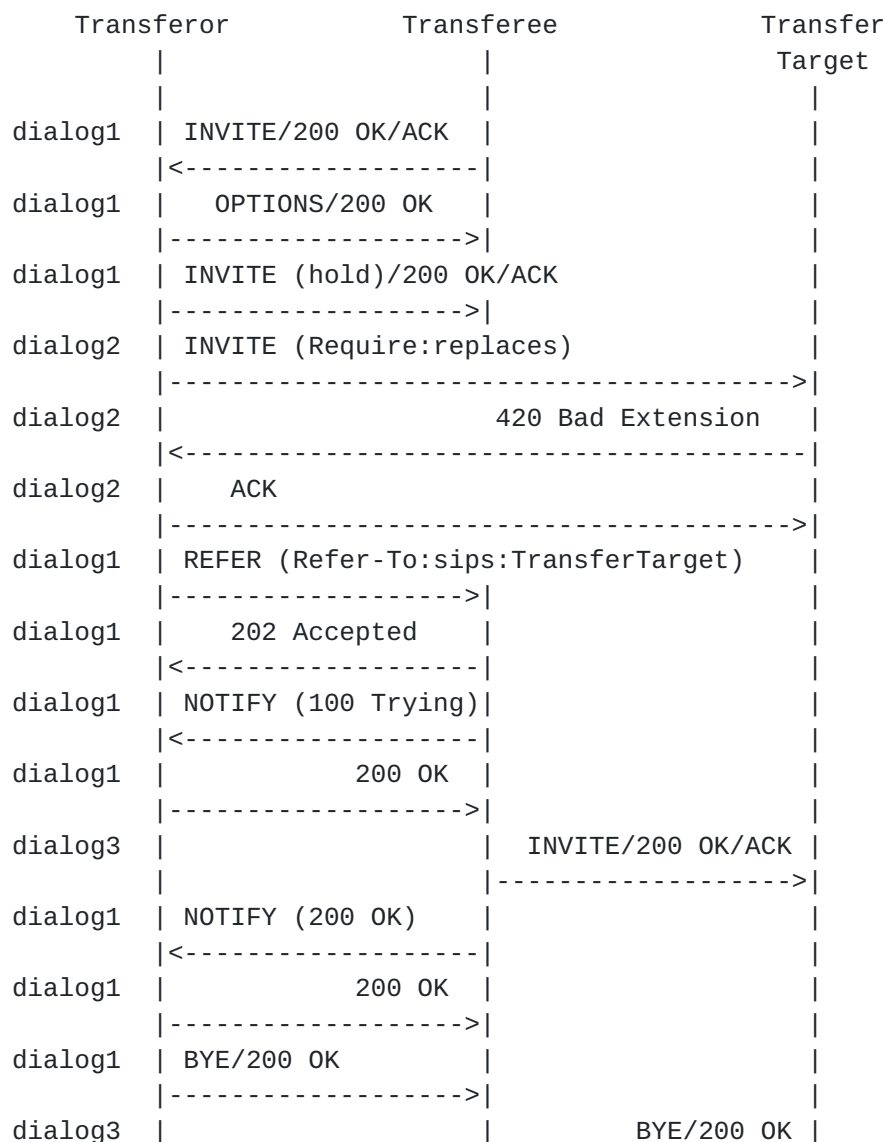 Transferor Transferee Transfer
| | Target
| | |
dialog1 | INVITE/200 OK/ACK | |
|<-------------------| |
dialog1 | OPTIONS/200 OK | |
|------------------->| |
dialog1 | INVITE (hold)/200 OK/ACK |
|------------------->| |
dialog2 | INVITE (Require:replaces) |
|----------------------------------------->|
dialog2 | 420 Bad Extension |
|<-----------------------------------------|
dialog2 | ACK |
|----------------------------------------->|
dialog1 | REFER (Refer-To:sips:TransferTarget) |
|------------------->| |
dialog1 | 202 Accepted | |
|<-------------------| |
dialog1 | NOTIFY (100 Trying)| |
|<-------------------| |
dialog1 | 200 OK | |
|------------------->| |
dialog3 | | INVITE/200 OK/ACK |
| |------------------->|
dialog1 | NOTIFY (200 OK) | |
|<-------------------| |
dialog1 | 200 OK | |
|------------------->| |
dialog1 | BYE/200 OK | |
|------------------->| |
dialog3 | | BYE/200 OK |